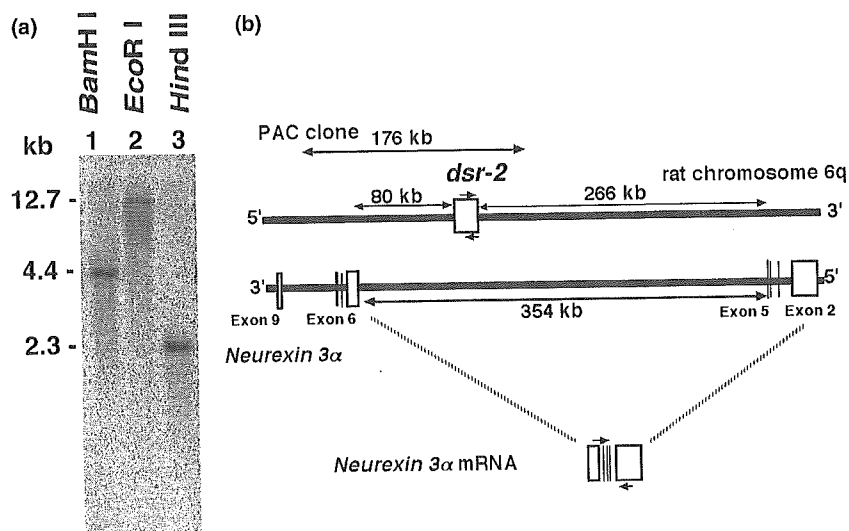 (a)
BamH I
EcoR I
Hind III
kb
1 2 3
12.7 -
4.4 -
2.3 -
(b)
PAC clone
176 kb
dsr-2
rat chromosome 6q
80 kb
266 kb
5'
3'
3'
5'
Exon 9
Exon 6
354 kb
Exon 5
Exon 2
Neurexin 3α
Neurexin 3α mRNA